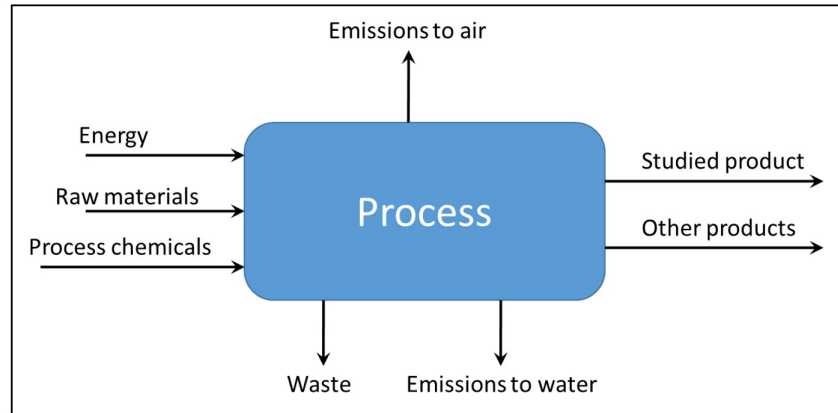 Emissions to air
Energy
Studied product
Raw materials
Process
Other products
Process chemicals
Waste
Emissions to water